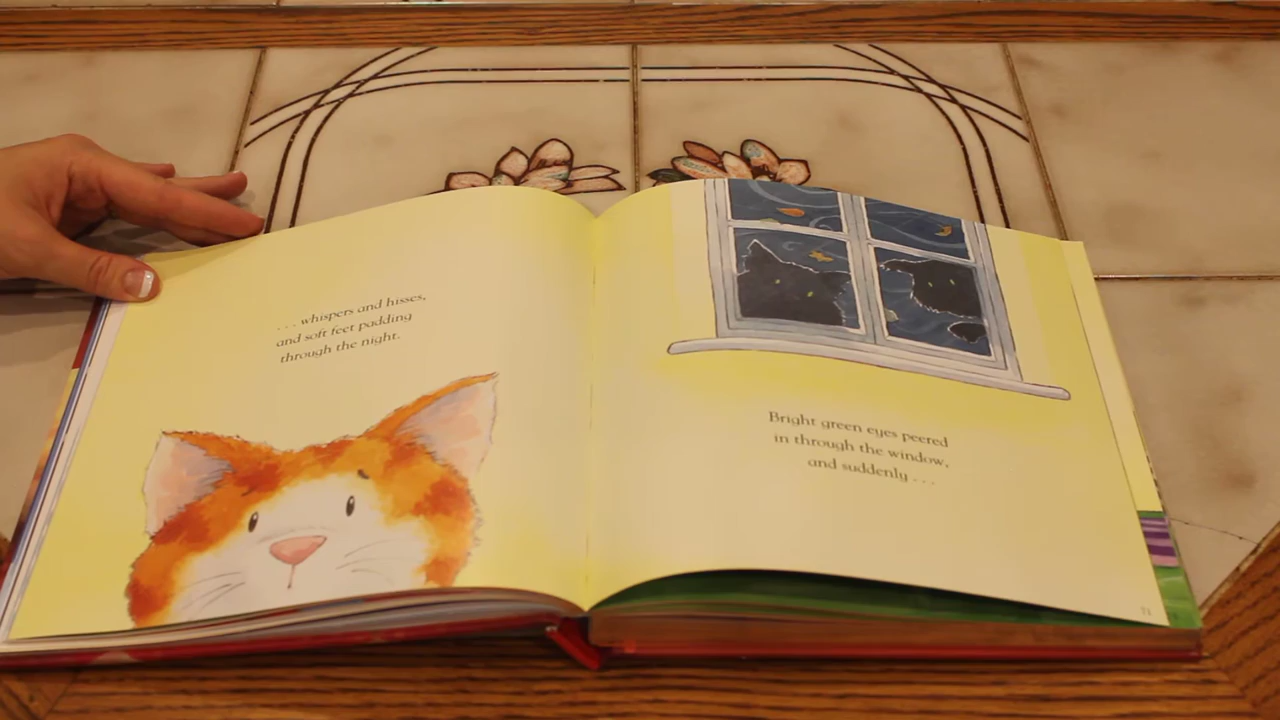 . . . whispers and hisses,
and soft feet padding
through the night.
Bright green eyes peered
in through the window,
and suddenly . . .